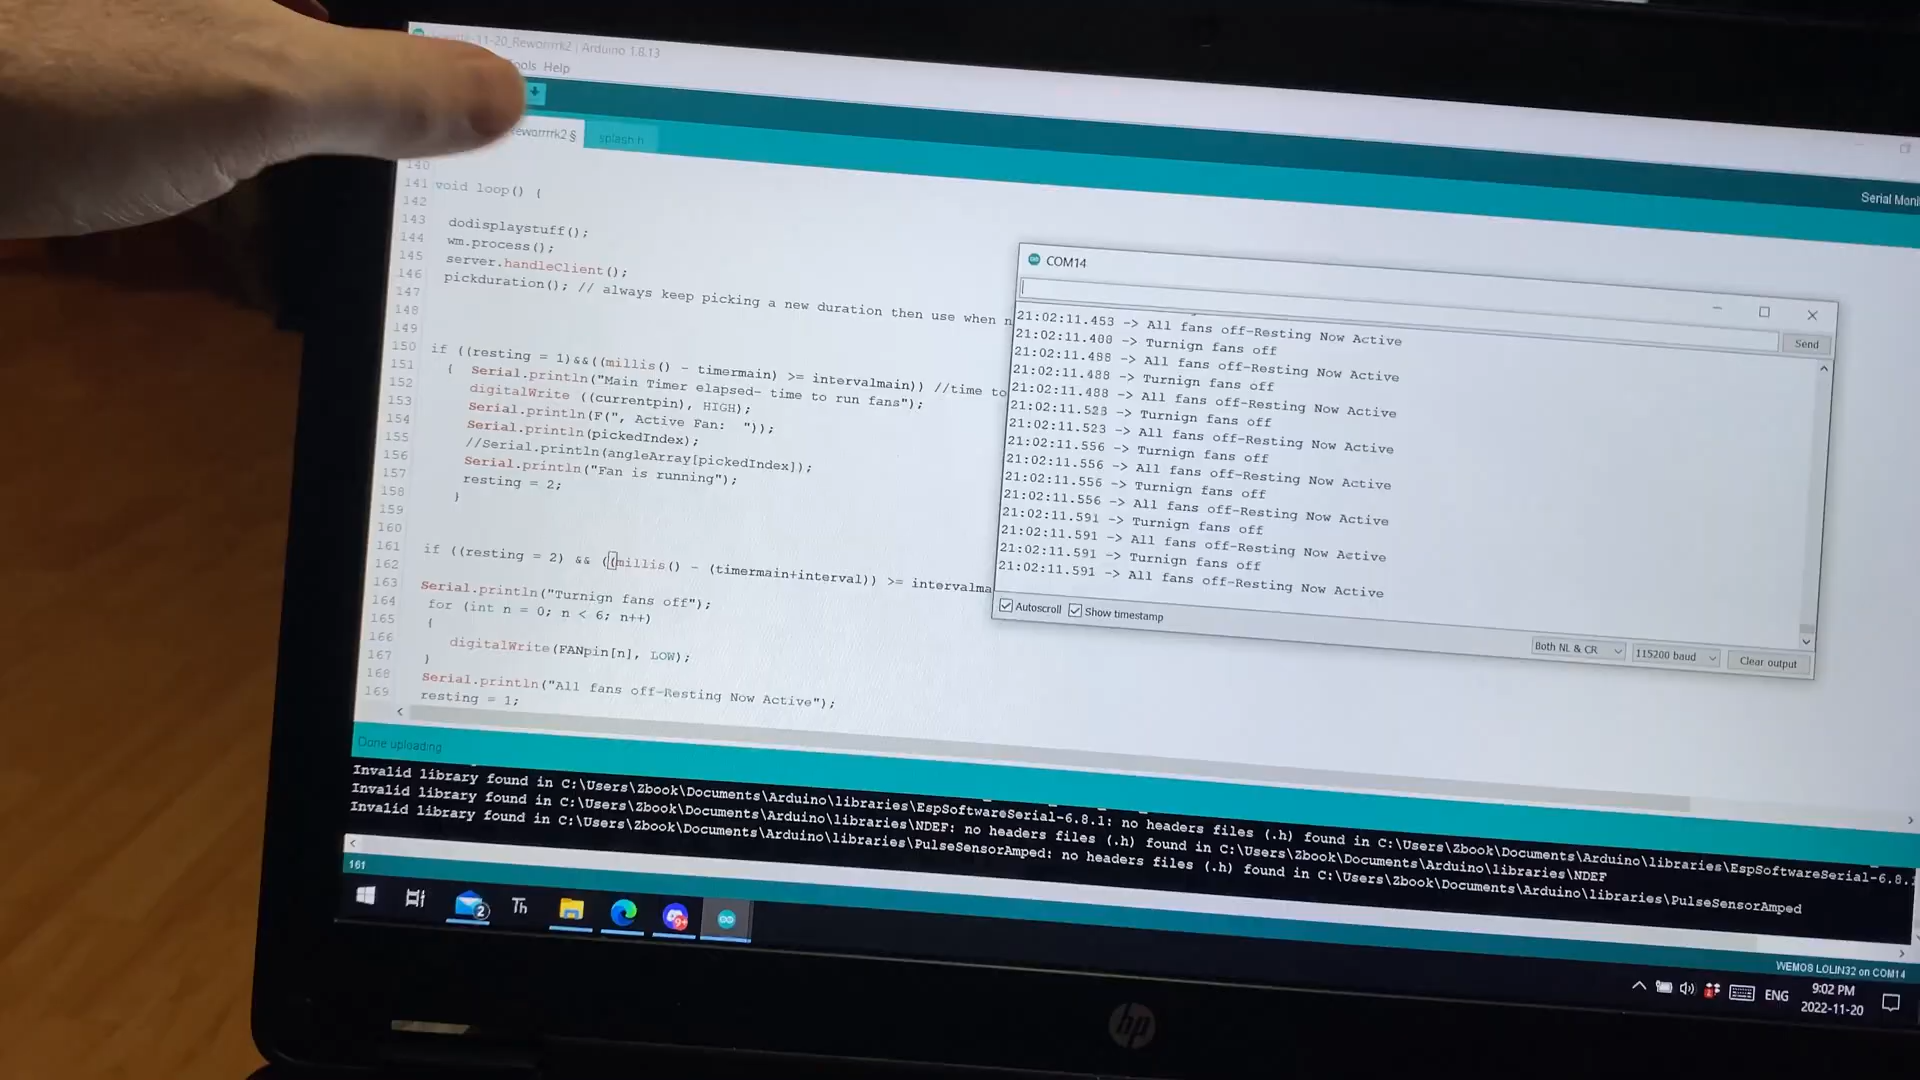 -11-20_Reworrrk2 | Arduino 1.8.13
Tools Help
Reworrrrk2 §
splash.h
Serial Moni
140
141 void loop() {
142
143 dodisplaystuff();
144 wm.process();
145 server.handleClient();
146 pickduration(); // always keep picking a new duration then use when n
147
148
149
150 if ((resting = 1)&&((millis() - timermain) >= intervalmain)) //time to
151 { Serial.println("Main Timer elapsed- time to run fans");
152 digitalWrite ((currentpin), HIGH);
153 Serial.println(F(", Active Fan: "));
154 Serial.println(pickedIndex);
155 //Serial.println(angleArray[pickedIndex]);
156 Serial.println("Fan is running");
157 resting = 2;
158 }
159
160
161 if ((resting = 2) && ((millis() - (timermain+interval)) >= intervalma
162
163 Serial.println("Turnign fans off");
164 for (int n = 0; n < 6; n++)
165 {
166 digitalWrite(FANpin[n], LOW);
167 }
168 Serial.println("All fans off-Resting Now Active");
169 resting = 1;
COM14
Send
21:02:11.453 -> All fans off-Resting Now Active
21:02:11.488 -> Turnign fans off
21:02:11.488 -> All fans off-Resting Now Active
21:02:11.488 -> Turnign fans off
21:02:11.488 -> All fans off-Resting Now Active
21:02:11.523 -> Turnign fans off
21:02:11.523 -> All fans off-Resting Now Active
21:02:11.556 -> Turnign fans off
21:02:11.556 -> All fans off-Resting Now Active
21:02:11.556 -> Turnign fans off
21:02:11.556 -> All fans off-Resting Now Active
21:02:11.591 -> Turnign fans off
21:02:11.591 -> All fans off-Resting Now Active
21:02:11.591 -> Turnign fans off
21:02:11.591 -> All fans off-Resting Now Active
Autoscroll Show timestamp
Both NL & CR
115200 baud
Clear output
Done uploading
Invalid library found in C:\Users\Zbook\Documents\Arduino\libraries\EspSoftwareSerial-6.8.1: no headers files (.h) found in C:\Users\Zbook\Documents\Arduino\libraries\EspSoftwareSerial-6.8.1
Invalid library found in C:\Users\Zbook\Documents\Arduino\libraries\NDEF: no headers files (.h) found in C:\Users\Zbook\Documents\Arduino\libraries\NDEF
Invalid library found in C:\Users\Zbook\Documents\Arduino\libraries\PulseSensorAmped: no headers files (.h) found in C:\Users\Zbook\Documents\Arduino\libraries\PulseSensorAmped
161
WEMOS LOLIN32 on COM14
2
Th
9+
ENG
9:02 PM
2022-11-20
hp